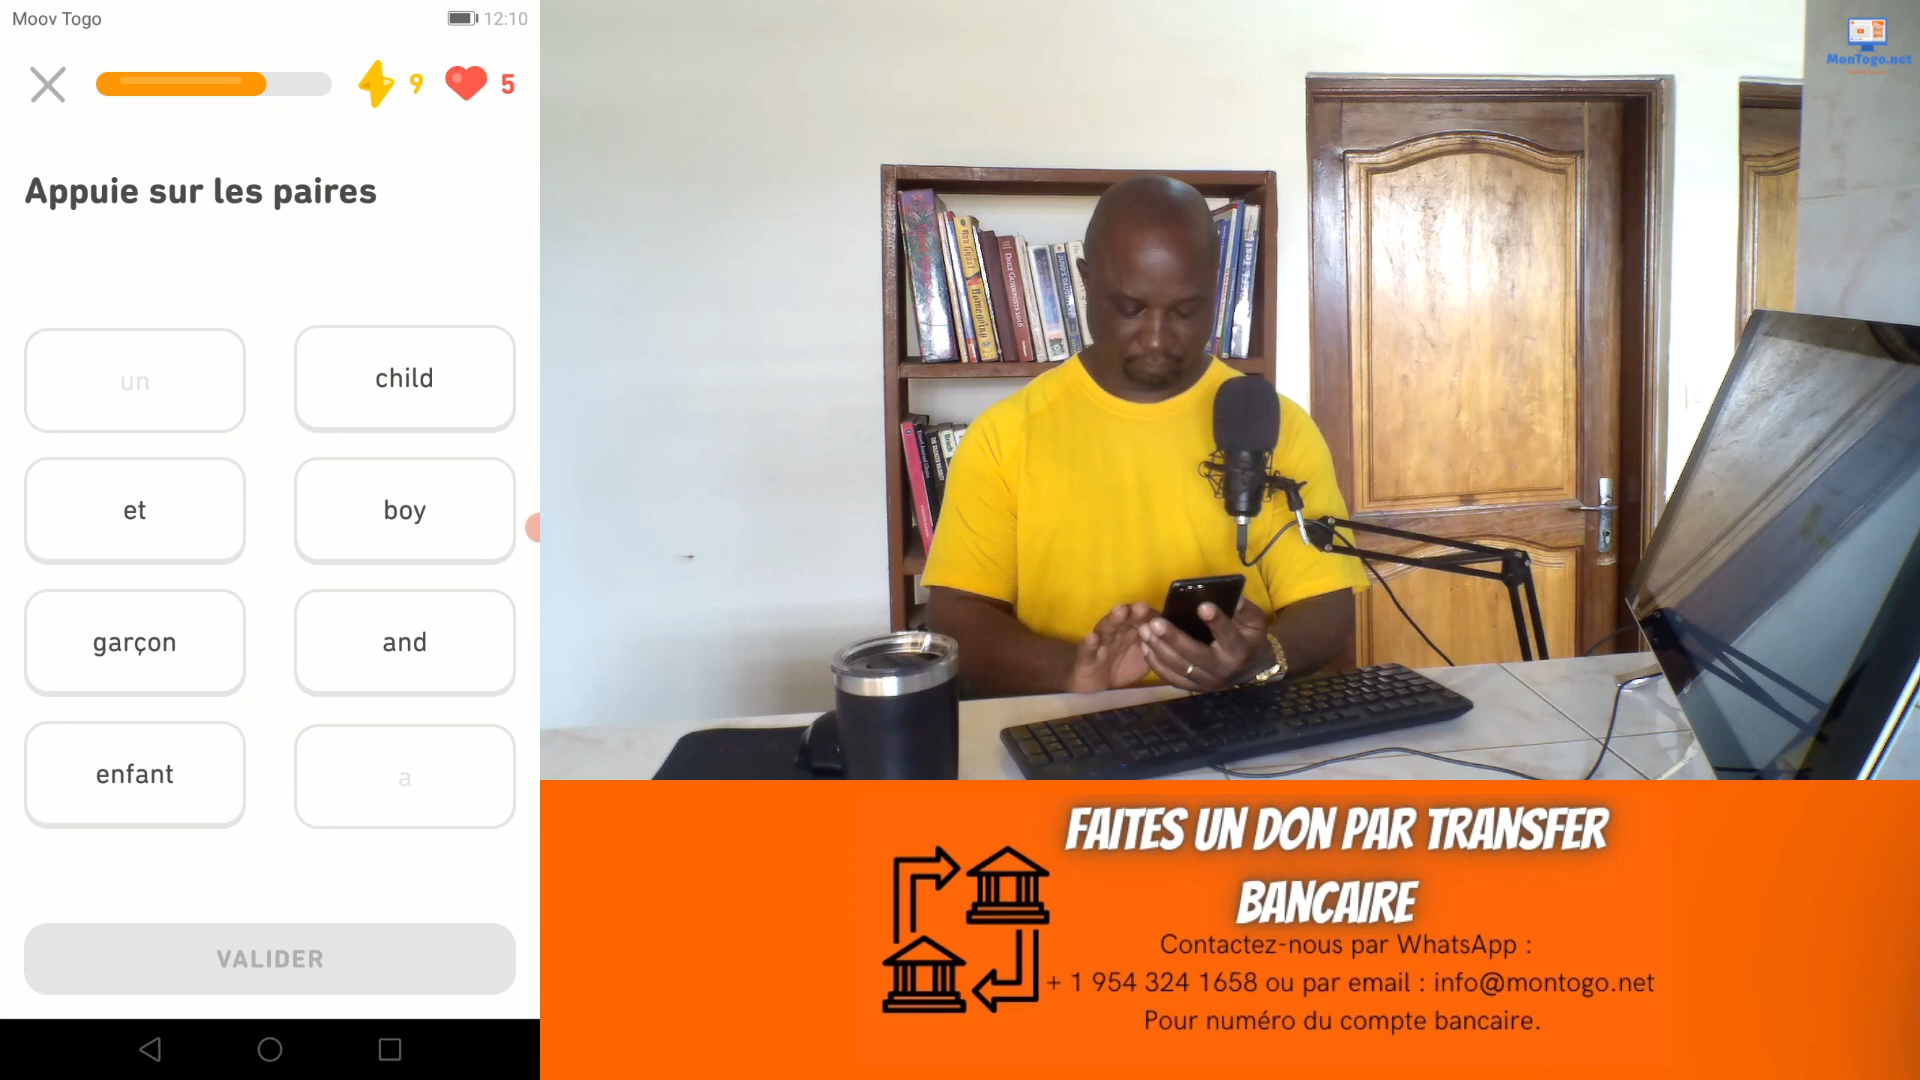 Moov Togo
12:10
9
5
Appuie sur les paires
un
child
et
boy
garçon
and
enfant
a
VALIDER
MonTogo.net
Homegoing
FAITES UN DON PAR TRANSFER
BANCAIRE
Contactez-nous par WhatsApp :
+ 1 954 324 1658 ou par email : info@montogo.net
Pour numéro du compte bancaire.